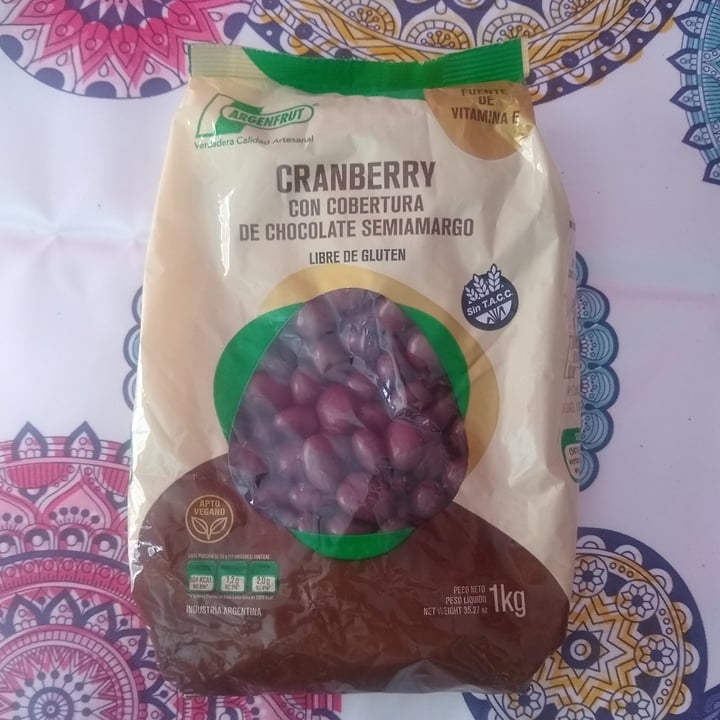 ARGENFRUT
Verdadera Calidad Artesanal
FUENTE
DE
VITAMINA E
CRANBERRY
CON COBERTURA
DE CHOCOLATE SEMIAMARGO
LIBRE DE GLUTEN
Sin T.A.C.C.
APTO
VEGANO
INDUSTRIA ARGENTINA
PESO NETO
PESO LÍQUIDO
NET WEIGHT 35.27 oz
1kg